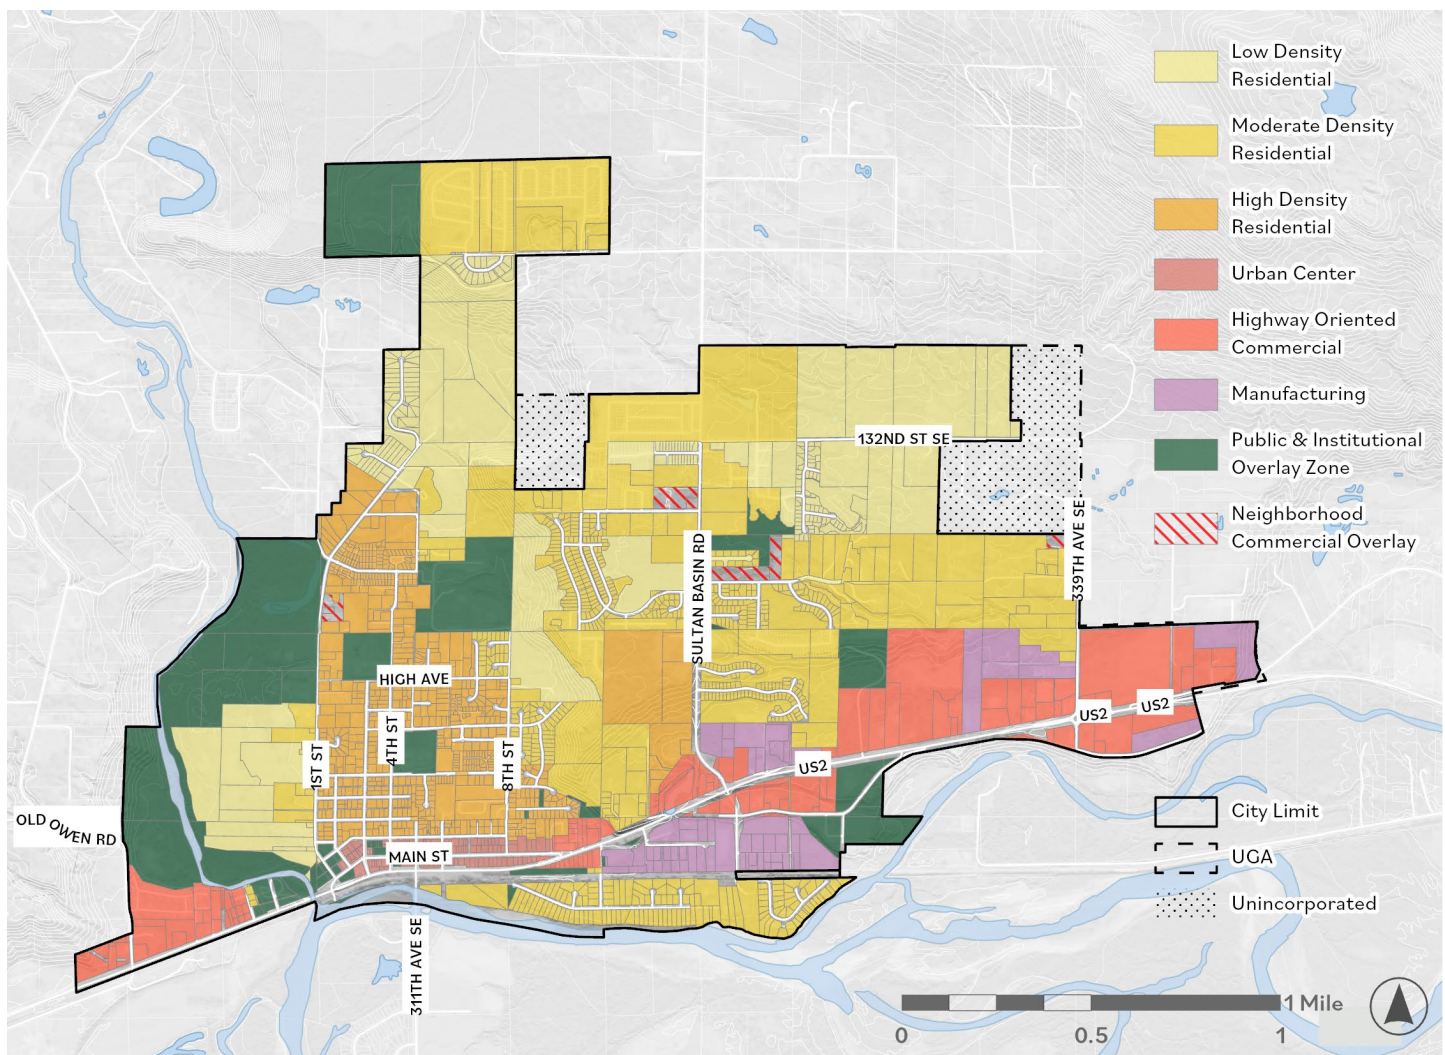 Low Density
Residential
Moderate Density
Residential
High Density
Residential
Urban Center
Highway Oriented
Commercial
Manufacturing
Public & Institutional
Overlay Zone
Neighborhood
Commercial Overlay
132ND ST SE
339TH AVE SE
SULTAN BASIN RD
HIGH AVE
4TH ST
1ST ST
8TH ST
US2
US2
US2
OLD OWEN RD
MAIN ST
311TH AVE SE
City Limit
UGA
Unincorporated
1 Mile
0
0.5
1